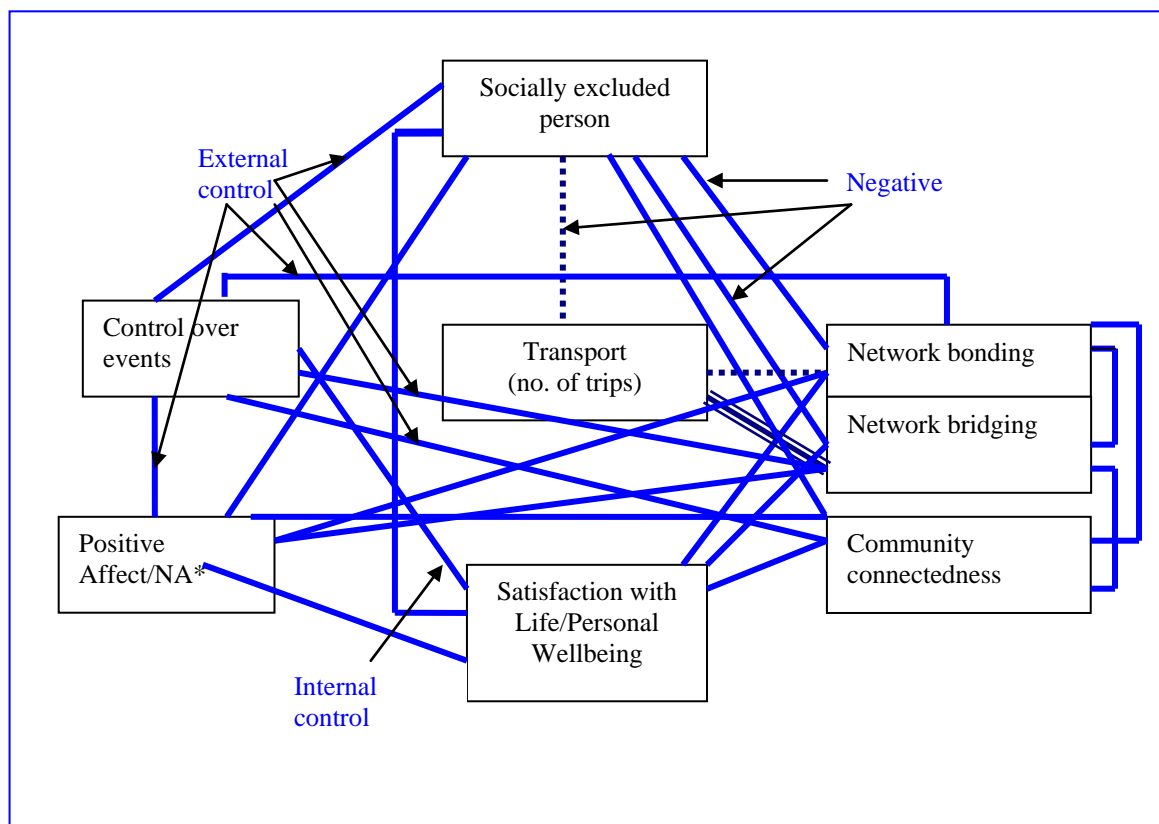 Socially excluded
person
External
control
Negative
Control over
events
Transport
(no. of trips)
Network bonding
Network bridging
Positive
Affect/NA*
Satisfaction with
Life/Personal
Wellbeing
Community
connectedness
Internal
control